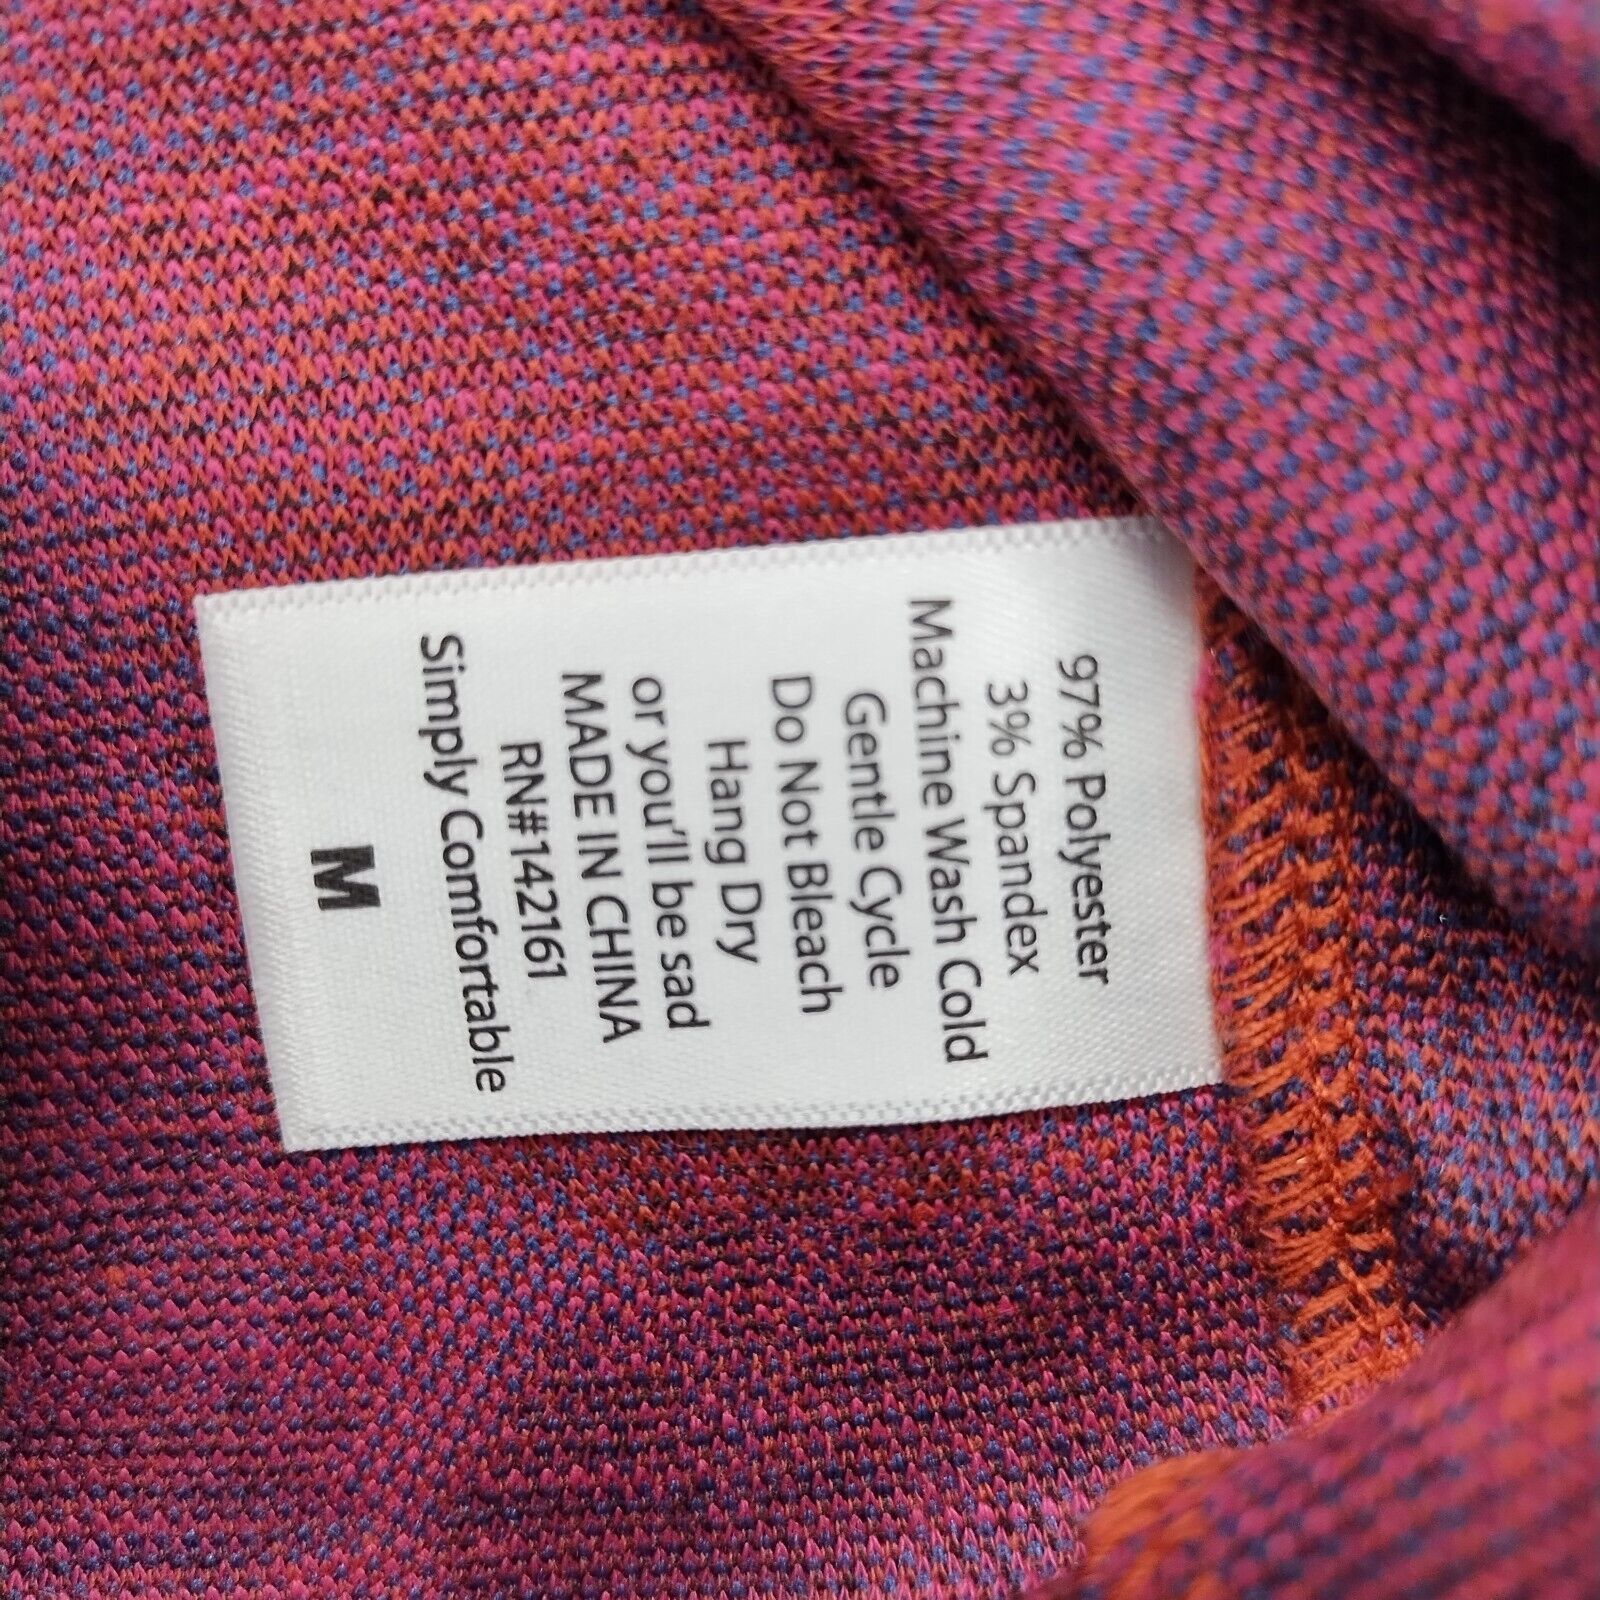 97% Polyester
3% Spandex
Machine Wash Cold
Gentle Cycle
Do Not Bleach
Hang Dry
or you'll be sad
MADE IN CHINA
RN#142161
Simply Comfortable
M